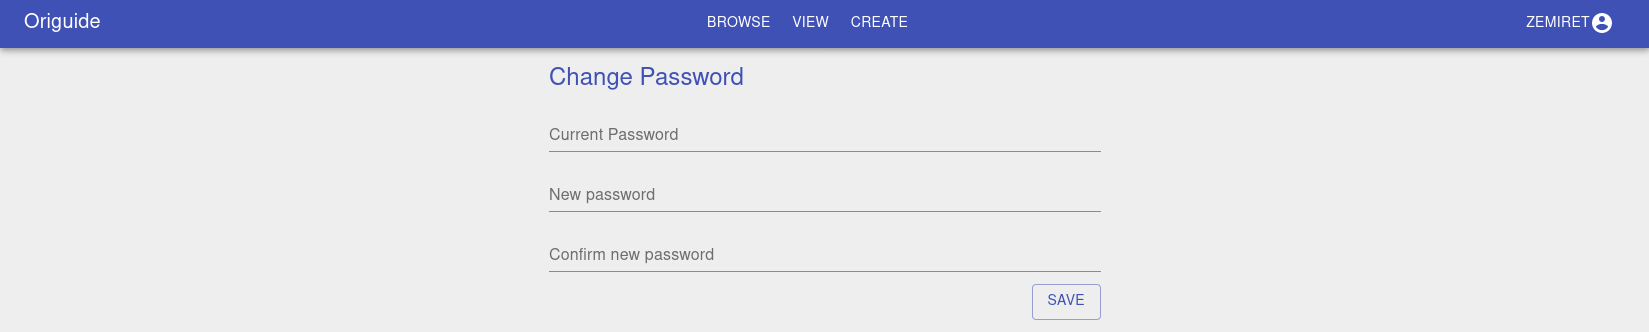 Origuide BROWSE VIEW CREATE ZEMIRET
Change Password
Current Password
New password
Confirm new password
SAVE